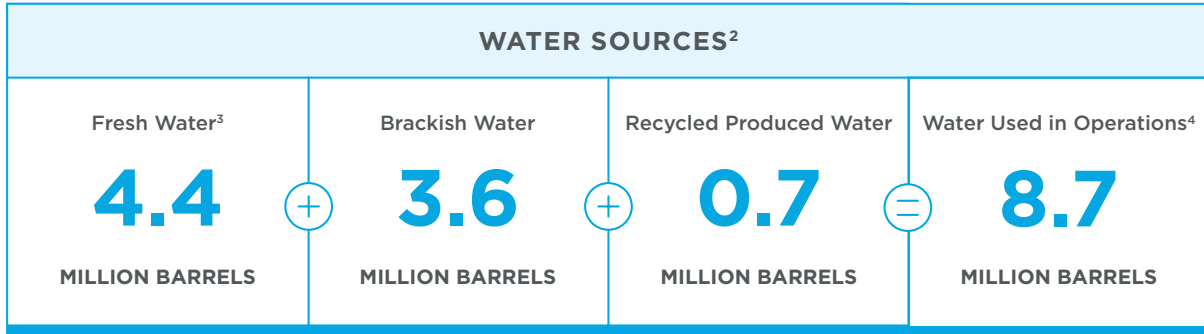 WATER SOURCES²
Fresh Water³
4.4
MILLION BARRELS
+
Brackish Water
3.6
MILLION BARRELS
+
Recycled Produced Water
0.7
MILLION BARRELS
=
Water Used in Operations⁴
8.7
MILLION BARRELS